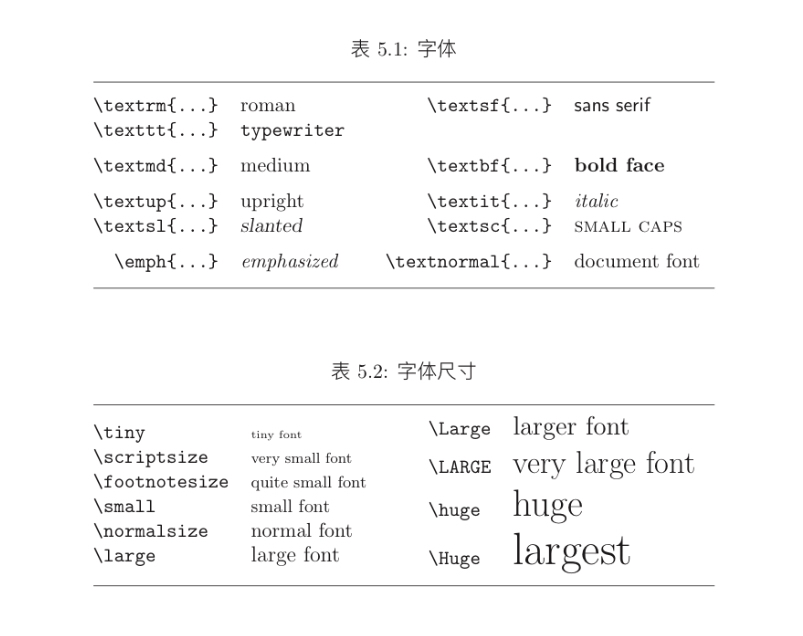 表 5.1: 字体
\textrm{...} roman \textsf{...} sans serif
\texttt{...} typewriter
\textmd{...} medium \textbf{...} bold face
\textup{...} upright \textit{...} italic
\textsl{...} slanted \textsc{...} SMALL CAPS
\emph{...} emphasized \textnormal{...} document font
表 5.2: 字体尺寸
\tiny tiny font \Large larger font
\scriptsize very small font
\footnotesize quite small font \LARGE very large font
\small small font \huge huge
\normalsize normal font
\large large font \Huge largest